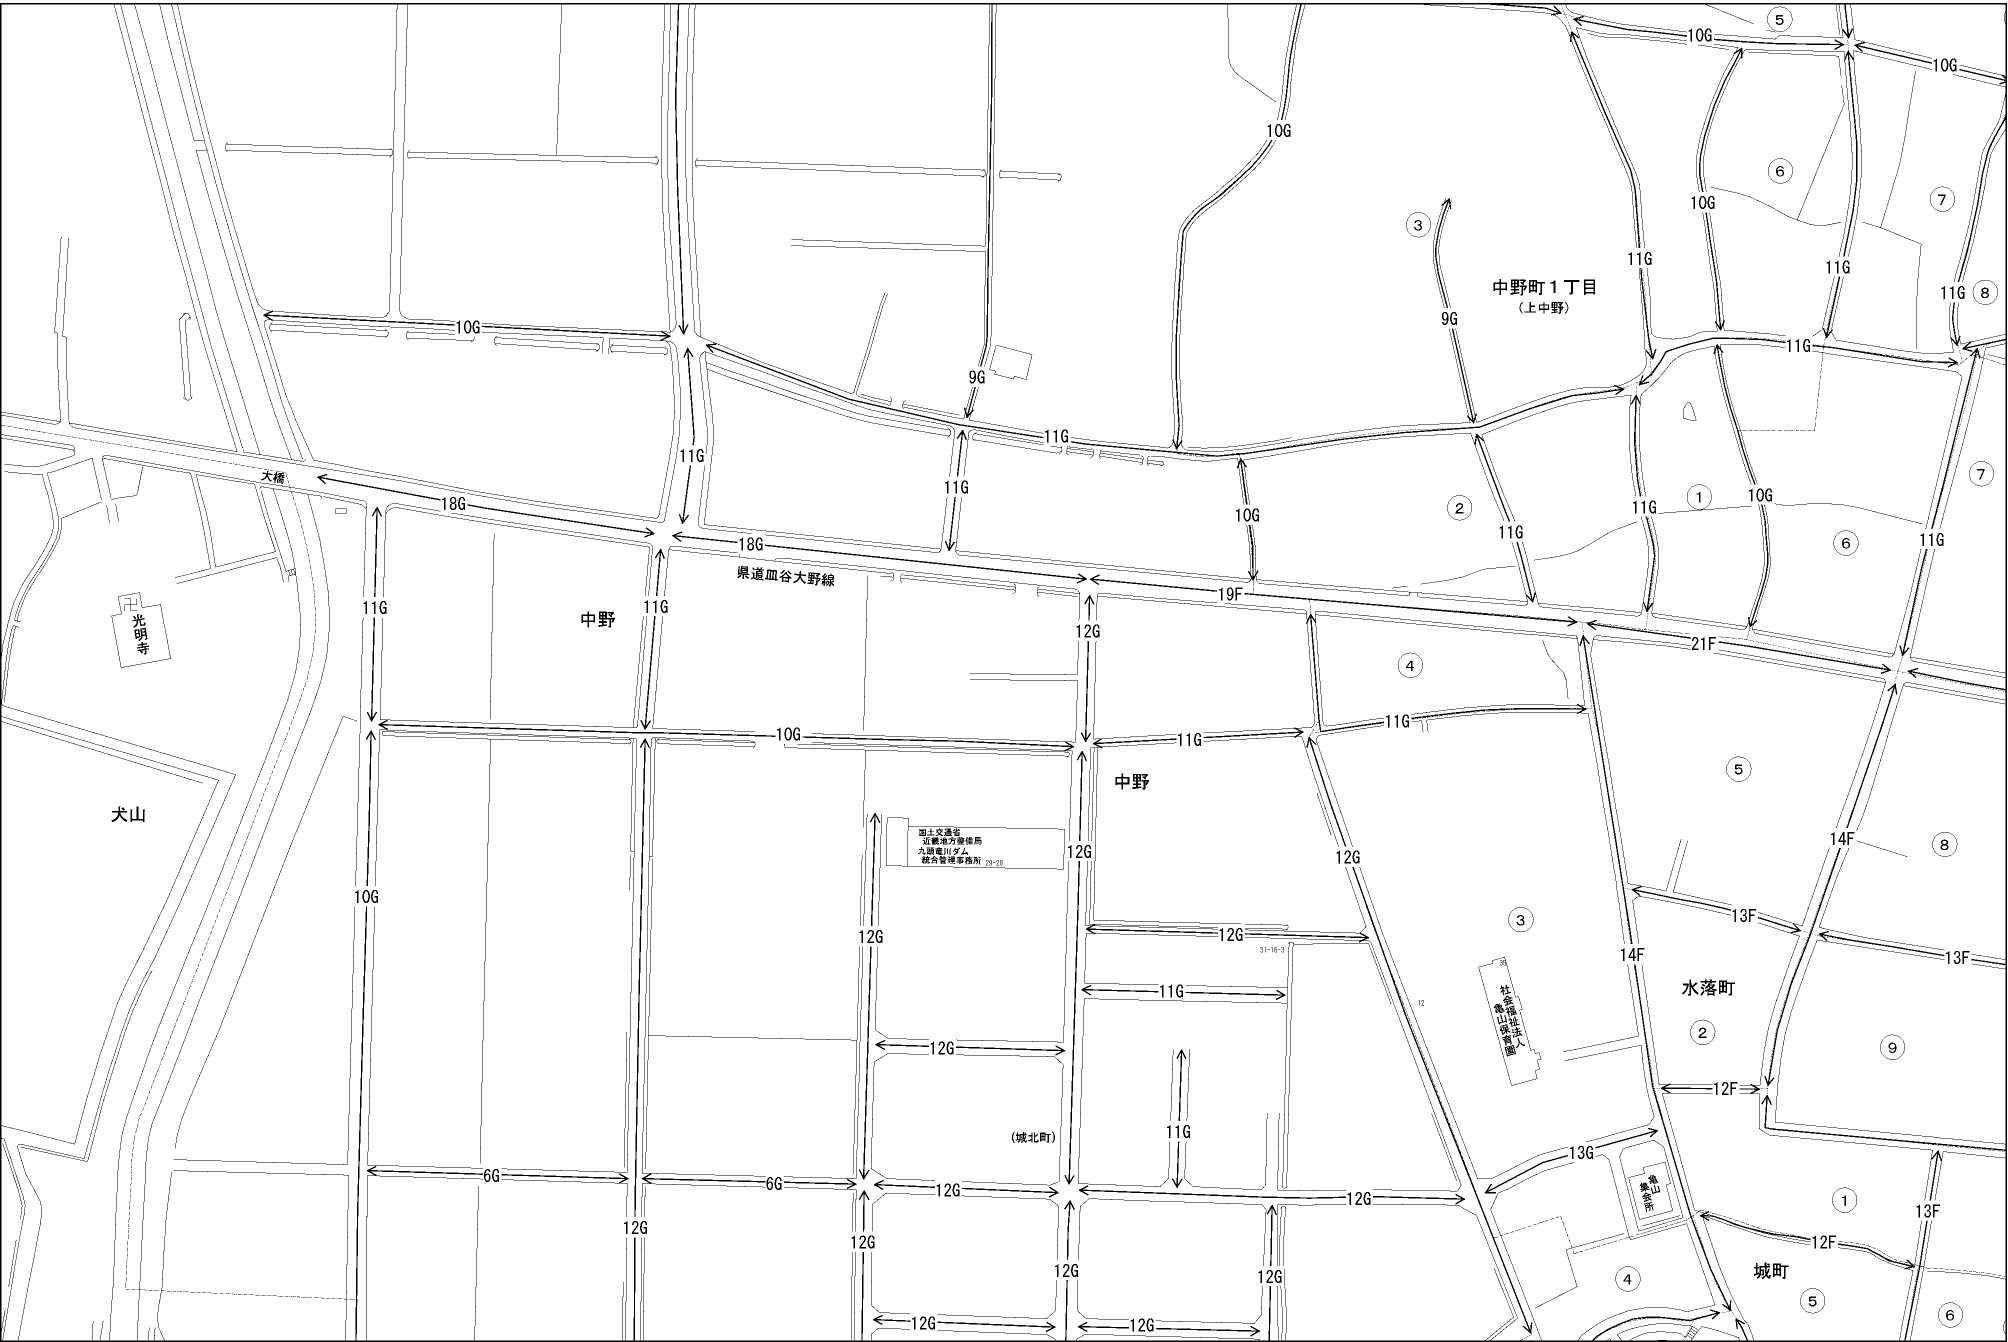 ⑤
10G
10G
10G
⑥
⑦
③
10G
11G
11G
中野町1丁目
(上中野)
⑧
11G
9G
10G
11G
9G
11G
11G
大橋
18G
11G
10G
②
11G
11G
①
10G
⑦
11G
⑥
18G
県道皿谷大野線
19F
11G
11G
中野
12G
光明寺
④
21F
10G
11G
11G
中野
⑤
犬山
国土交通省
近畿地方整備局
九頭竜川ダム
統合管理事務所 29-28
12G
12G
14F
⑧
10G
12G
12G
31-16-3
③
13F
14F
13F
35
社会福祉法人
亀山保育園
12
11G
水落町
②
12G
⑨
12F
(城北町)
11G
13G
6G
6G
12G
12G
亀山
集会所
①
13F
12G
12G
12F
12G
12G
④
城町
⑤
⑥
12G
12G